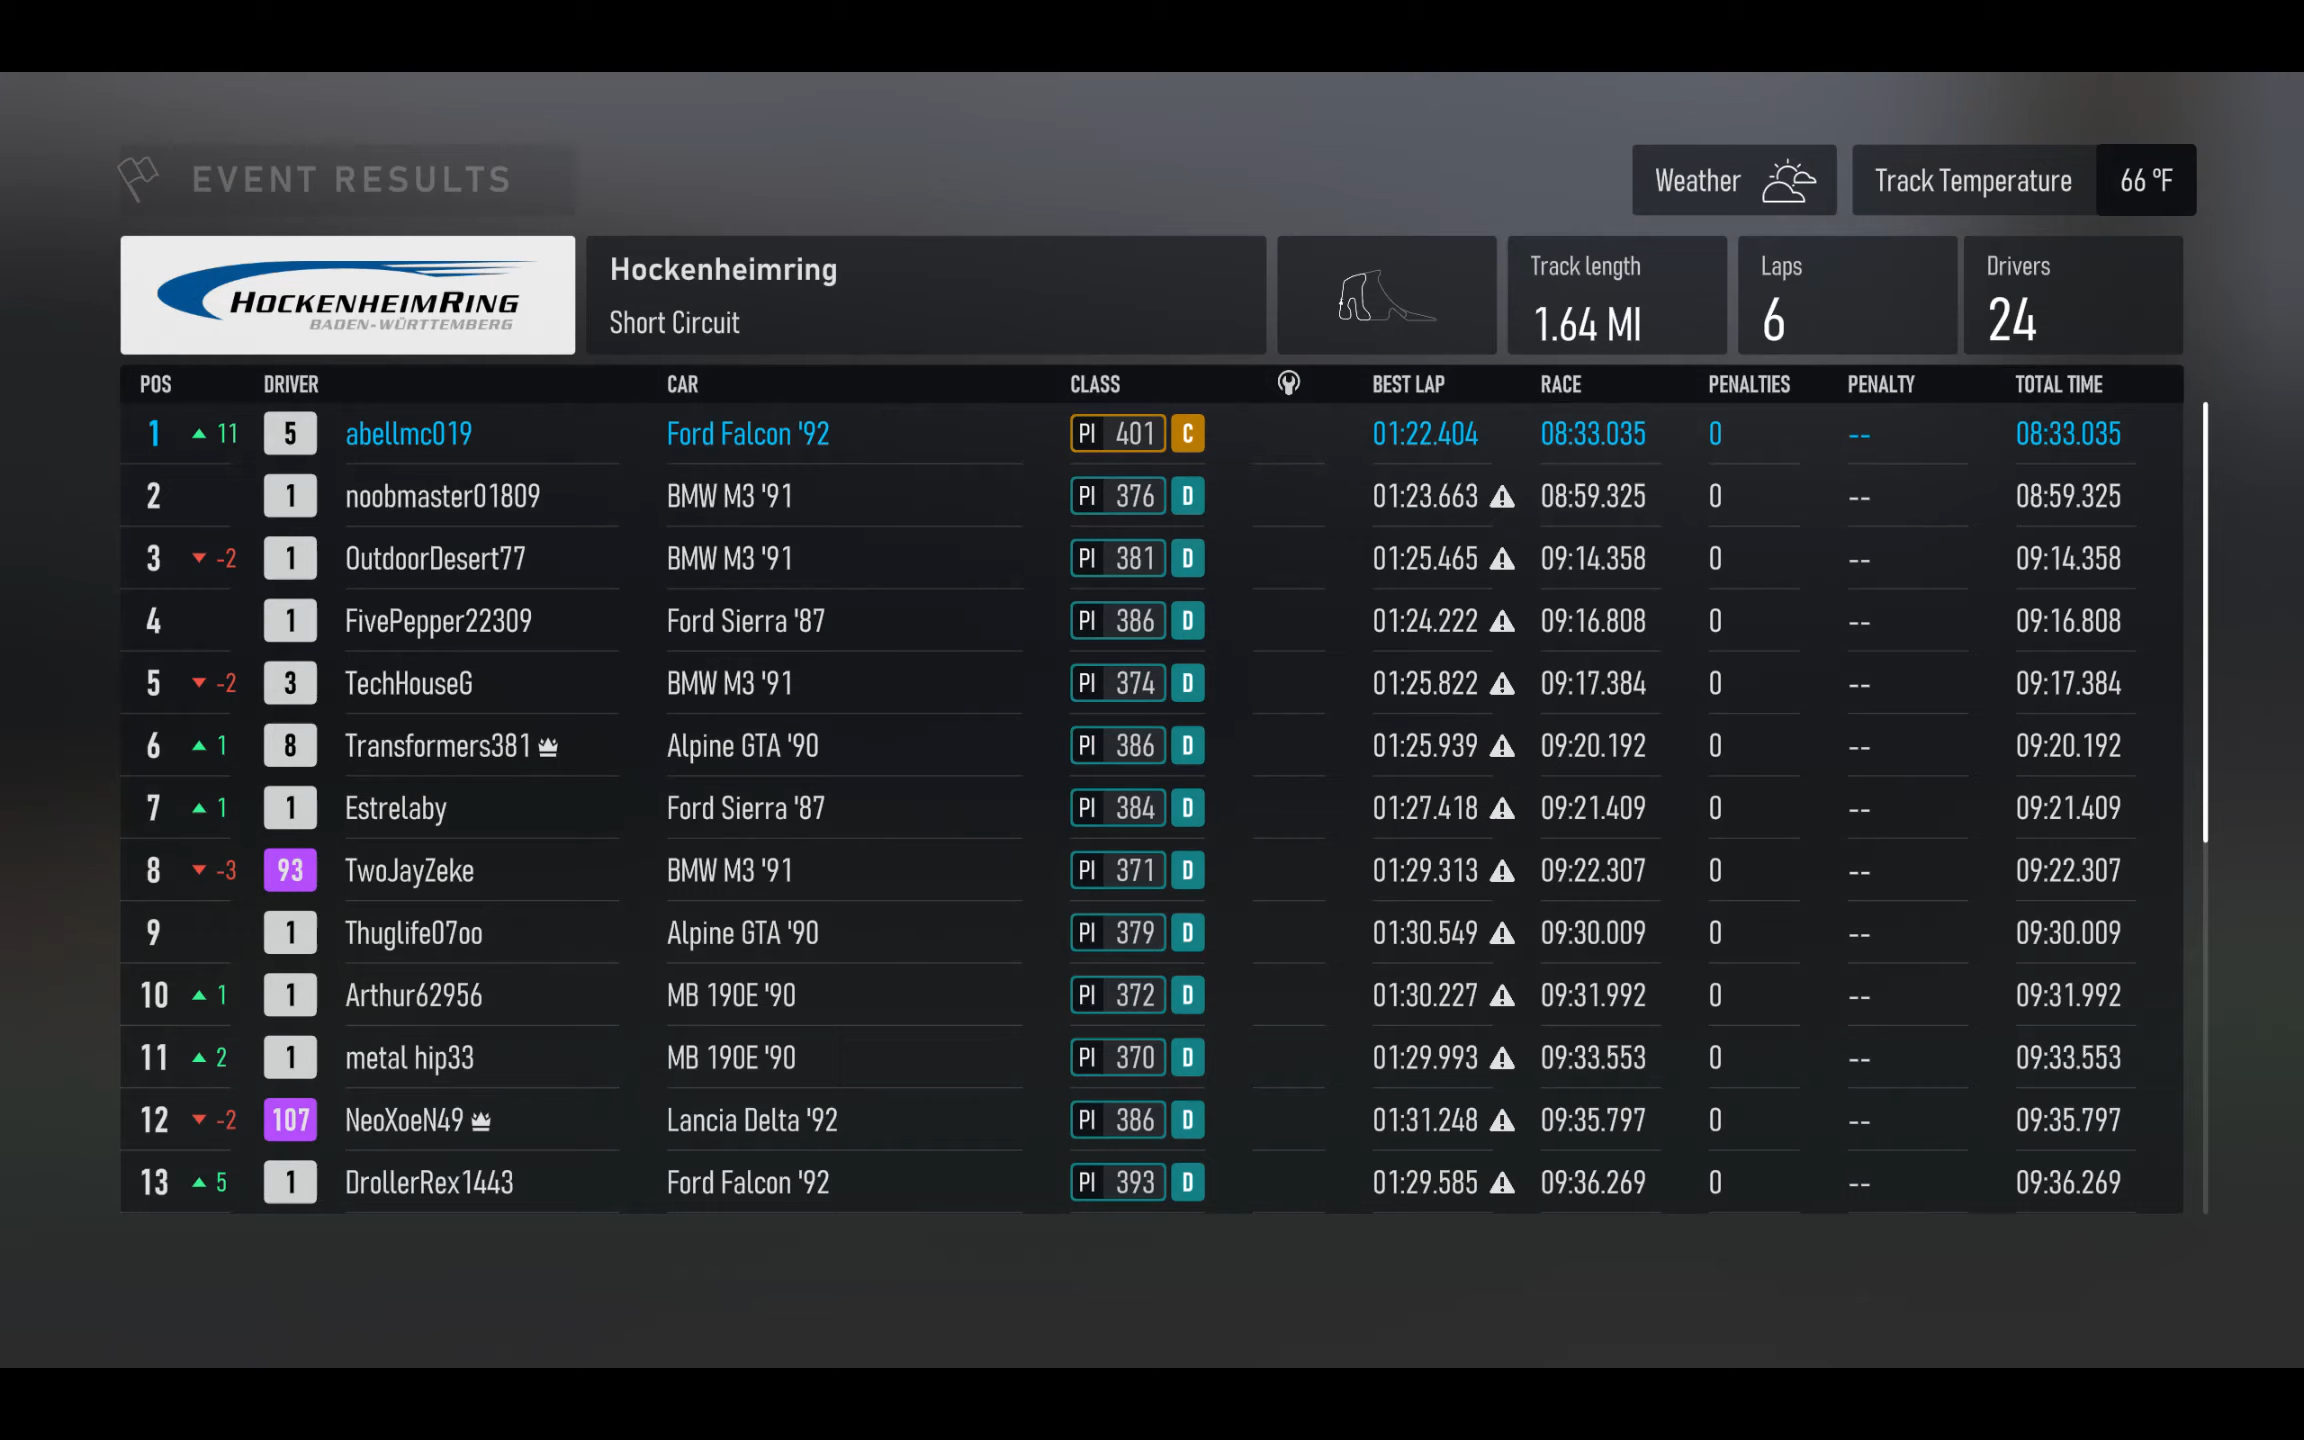 EVENT RESULTS
Weather Track Temperature 66 °F
HOCKENHEIMRING
BADEN-WÜRTTEMBERG
Hockenheimring
Short Circuit
Track length
1.64 MI
Laps
6
Drivers
24
POS DRIVER CAR CLASS BEST LAP RACE PENALTIES PENALTY TOTAL TIME
1 ▲ 11 5 abellmc019 Ford Falcon '92 PI 401 C 01:22.404 08:33.035 0 -- 08:33.035
2 1 noobmaster01809 BMW M3 '91 PI 376 D 01:23.663 08:59.325 0 -- 08:59.325
3 ▼ -2 1 OutdoorDesert77 BMW M3 '91 PI 381 D 01:25.465 09:14.358 0 -- 09:14.358
4 1 FivePepper22309 Ford Sierra '87 PI 386 D 01:24.222 09:16.808 0 -- 09:16.808
5 ▼ -2 3 TechHouseG BMW M3 '91 PI 374 D 01:25.822 09:17.384 0 -- 09:17.384
6 ▲ 1 8 Transformers381 Alpine GTA '90 PI 386 D 01:25.939 09:20.192 0 -- 09:20.192
7 ▲ 1 1 Estrelaby Ford Sierra '87 PI 384 D 01:27.418 09:21.409 0 -- 09:21.409
8 ▼ -3 93 TwoJayZeke BMW M3 '91 PI 371 D 01:29.313 09:22.307 0 -- 09:22.307
9 1 Thuglife07oo Alpine GTA '90 PI 379 D 01:30.549 09:30.009 0 -- 09:30.009
10 ▲ 1 1 Arthur62956 MB 190E '90 PI 372 D 01:30.227 09:31.992 0 -- 09:31.992
11 ▲ 2 1 metal hip33 MB 190E '90 PI 370 D 01:29.993 09:33.553 0 -- 09:33.553
12 ▼ -2 107 NeoXoeN49 Lancia Delta '92 PI 386 D 01:31.248 09:35.797 0 -- 09:35.797
13 ▲ 5 1 DrollerRex1443 Ford Falcon '92 PI 393 D 01:29.585 09:36.269 0 -- 09:36.269